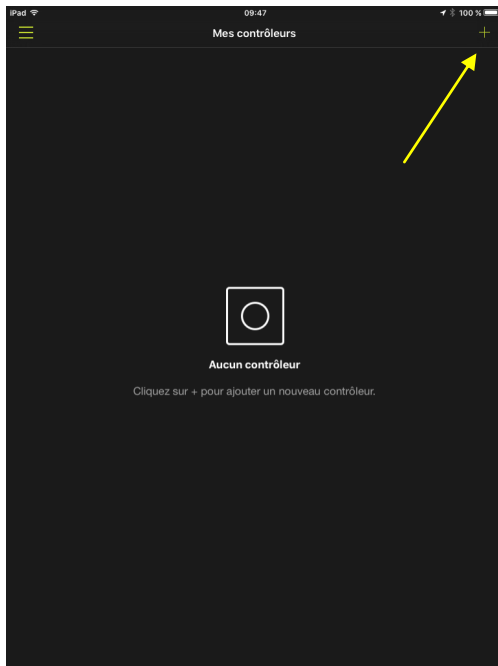 iPad 09:47 100 %
Mes contrôleurs +
Aucun contrôleur
Cliquez sur + pour ajouter un nouveau contrôleur.